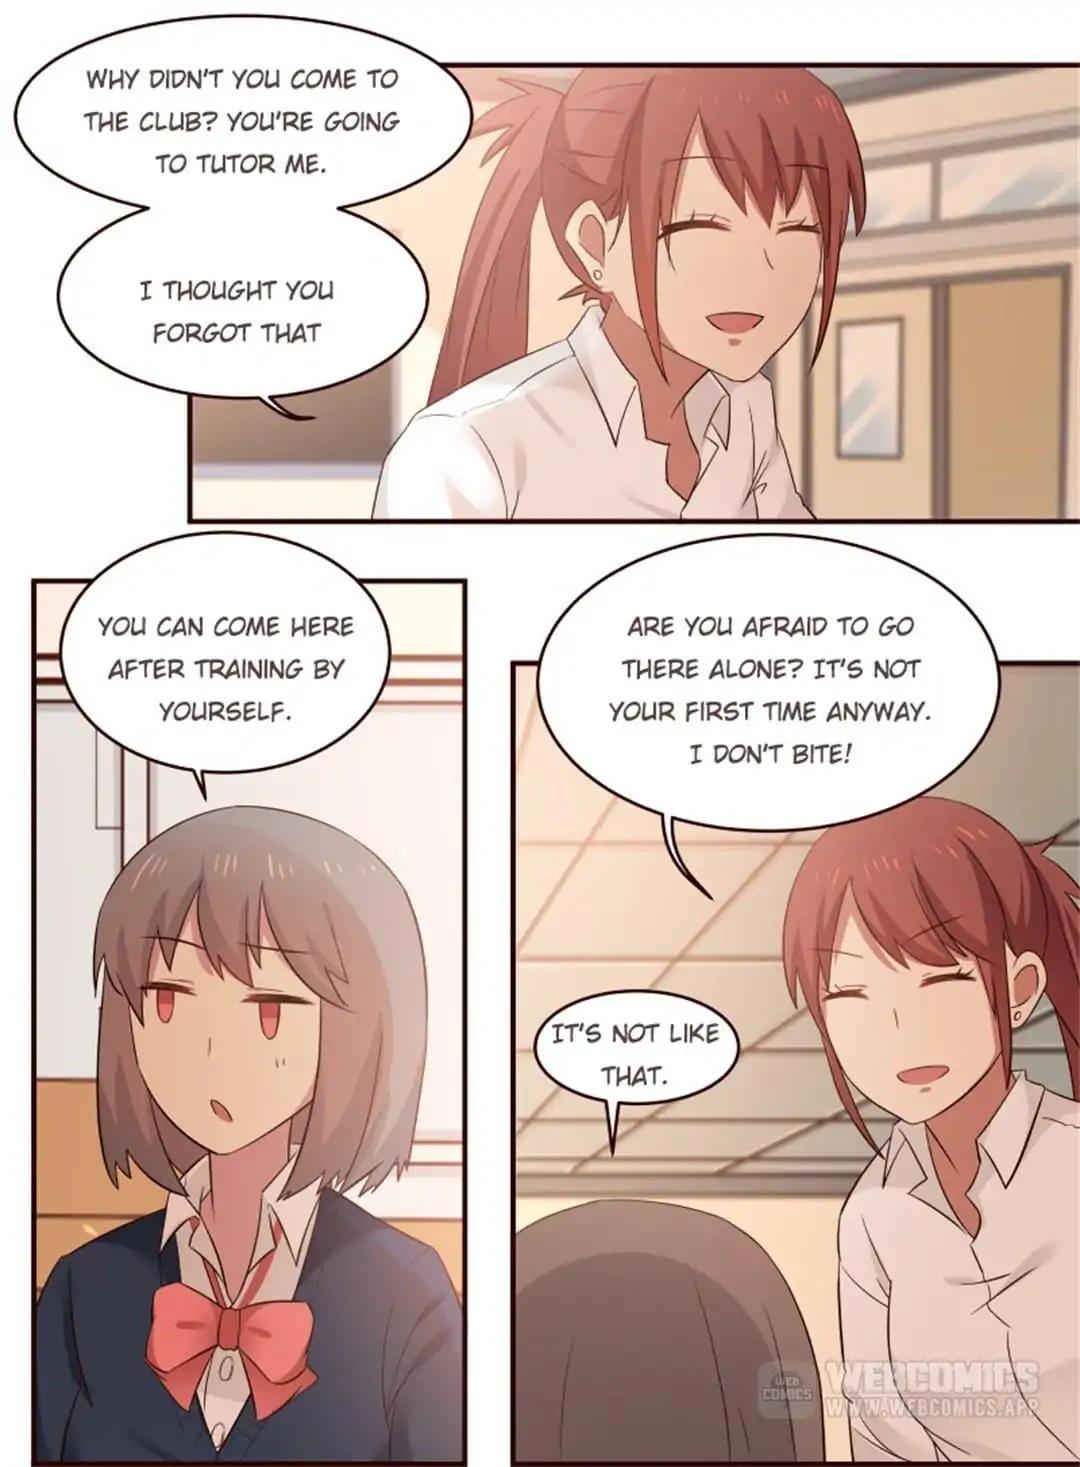 WHY DIDN'T YOU COME TO
THE CLUB? YOU'RE GOING
TO TUTOR ME.
I THOUGHT YOU
FORGOT THAT
YOU CAN COME HERE
AFTER TRAINING BY
YOURSELF.
ARE YOU AFRAID TO GO
THERE ALONE? IT'S NOT
YOUR FIRST TIME ANYWAY.
I DON'T BITE!
IT'S NOT LIKE
THAT.
WEB
COMICS
WEBCOMICS
WWW.WEBCOMICS.APP